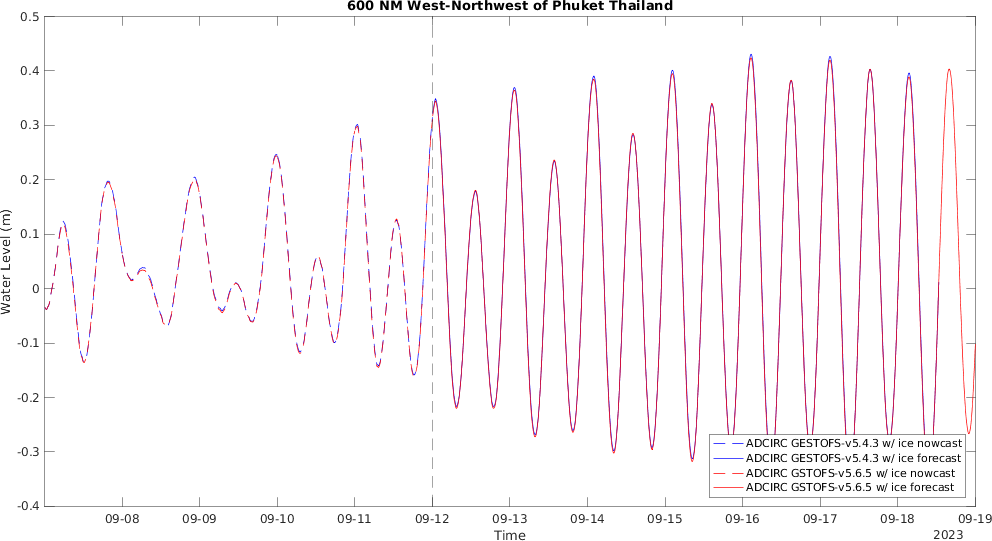 600 NM West-Northwest of Phuket Thailand
0.5
0.4
0.3
0.2
0.1
0
-0.1
-0.2
-0.3
-0.4
Water Level (m)
ADCIRC GESTOFS-v5.4.3 w/ ice nowcast
ADCIRC GESTOFS-v5.4.3 w/ ice forecast
ADCIRC GSTOFS-v5.6.5 w/ ice nowcast
ADCIRC GSTOFS-v5.6.5 w/ ice forecast
09-08 09-09 09-10 09-11 09-12 09-13 09-14 09-15 09-16 09-17 09-18 09-19
Time
2023